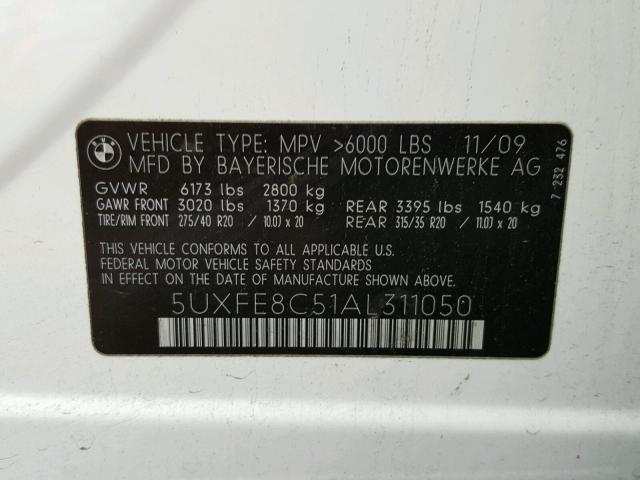 BMW
VEHICLE TYPE: MPV >6000 LBS 11/09
MFD BY BAYERISCHE MOTORENWERKE AG
GVWR 6173 lbs 2800 kg
GAWR FRONT 3020 lbs 1370 kg REAR 3395 lbs 1540 kg
TIRE/RIM FRONT 275/40 R20 / 10.0J x 20 REAR 315/35 R20 / 11.0J x 20
THIS VEHICLE CONFORMS TO ALL APPLICABLE U.S.
FEDERAL MOTOR VEHICLE SAFETY STANDARDS IN
EFFECT ON THE DATE OF MANUFACTURE SHOWN ABOVE.
5UXFE8C51AL311050
7 232 476